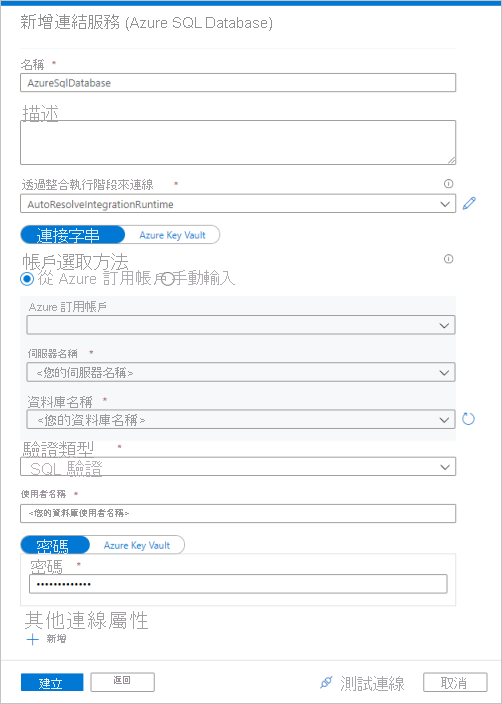 新增連結服務 (Azure SQL Database)
名稱 *
AzureSqlDatabase
描述
透過整合執行階段來連線 *
AutoResolveIntegrationRuntime
連接字串 Azure Key Vault
帳戶選取方法
從 Azure 訂用帳戶 手動輸入
Azure 訂用帳戶
伺服器名稱 *
<您的伺服器名稱>
資料庫名稱 *
<您的資料庫名稱>
驗證類型 *
SQL 驗證
使用者名稱 *
<您的資料庫使用者名稱>
密碼 Azure Key Vault
密碼 *
•••••••••••••
其他連線屬性
+ 新增
建立 返回 測試連線 取消